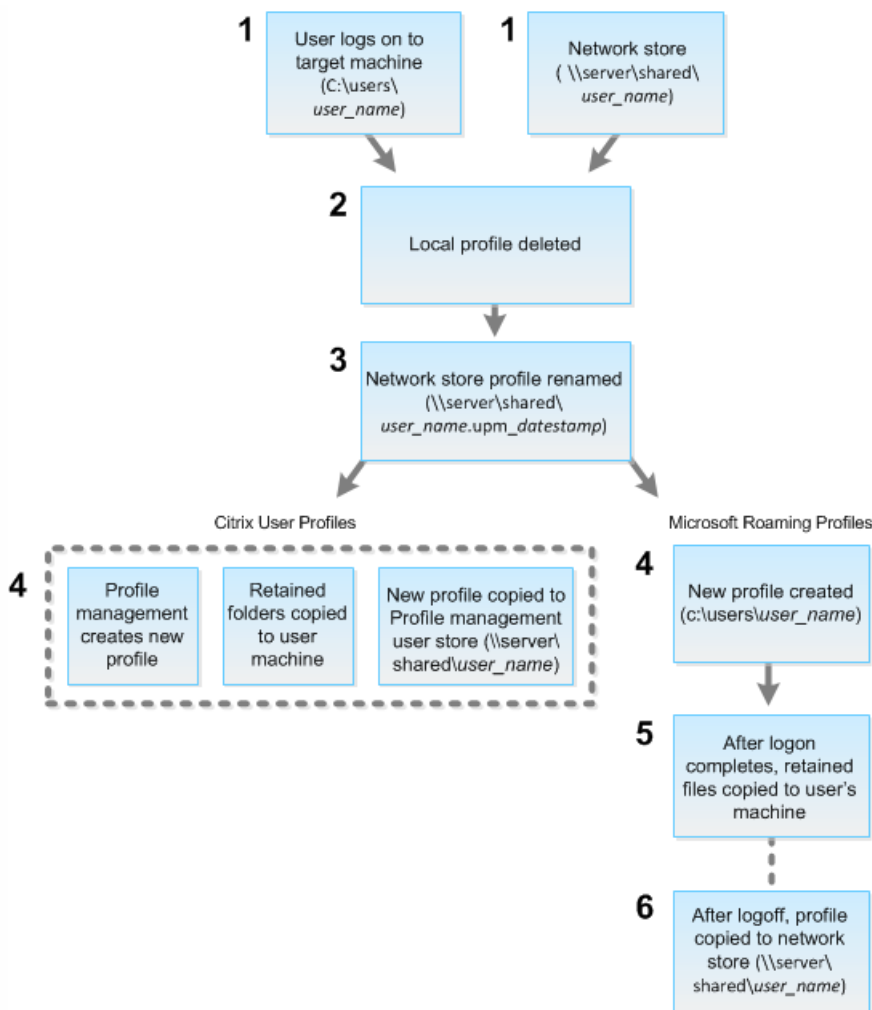 1
User logs on to
target machine
(C:\users\
user_name)
1
Network store
( \\server\shared\
user_name)
2
Local profile deleted
3
Network store profile renamed
(\\server\shared\
user_name.upm_datestamp)
Citrix User Profiles
4
Profile
management
creates new
profile
Retained
folders copied
to user
machine
New profile copied to
Profile management
user store (\\server\
shared\user_name)
Microsoft Roaming Profiles
4
New profile created
(c:\users\user_name)
5
After logon
completes, retained
files copied to user's
machine
6
After logoff, profile
copied to network
store (\\server\
shared\user_name)